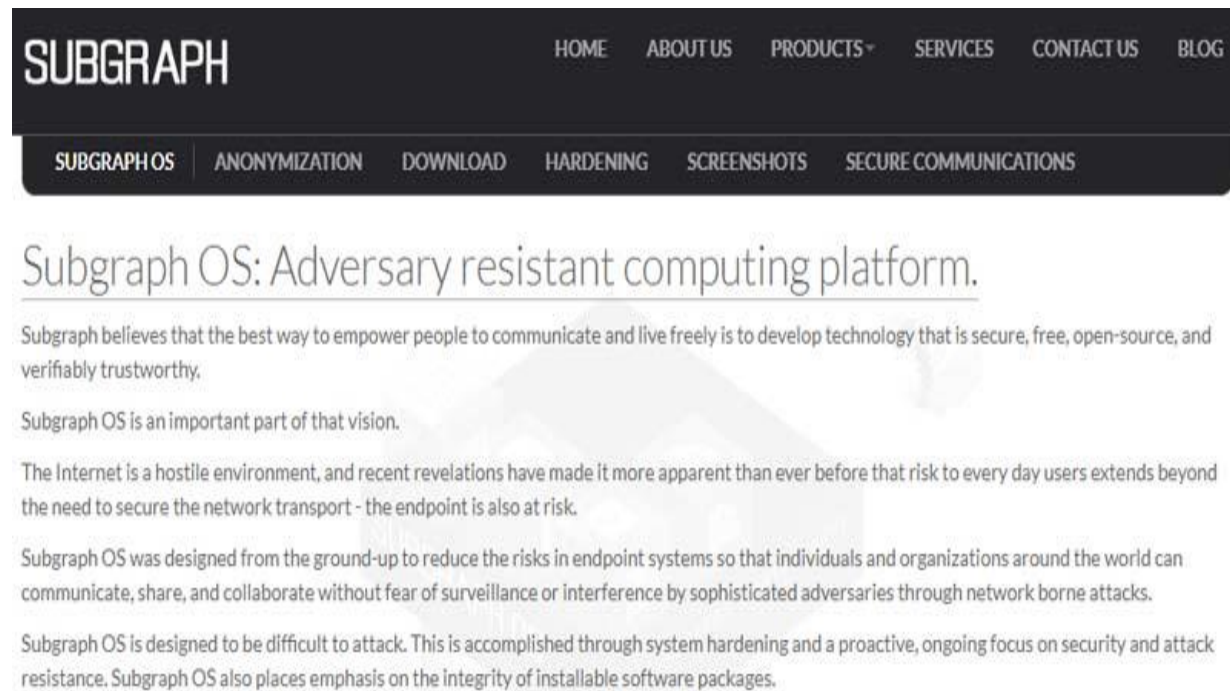 SUBGRAPH
HOME ABOUT US PRODUCTS SERVICES CONTACT US BLOG
SUBGRAPH OS ANONYMIZATION DOWNLOAD HARDENING SCREENSHOTS SECURE COMMUNICATIONS
Subgraph OS: Adversary resistant computing platform.
Subgraph believes that the best way to empower people to communicate and live freely is to develop technology that is secure, free, open-source, and
verifiably trustworthy.
Subgraph OS is an important part of that vision.
The Internet is a hostile environment, and recent revelations have made it more apparent than ever before that risk to every day users extends beyond
the need to secure the network transport - the endpoint is also at risk.
Subgraph OS was designed from the ground-up to reduce the risks in endpoint systems so that individuals and organizations around the world can
communicate, share, and collaborate without fear of surveillance or interference by sophisticated adversaries through network borne attacks.
Subgraph OS is designed to be difficult to attack. This is accomplished through system hardening and a proactive, ongoing focus on security and attack
resistance. Subgraph OS also places emphasis on the integrity of installable software packages.